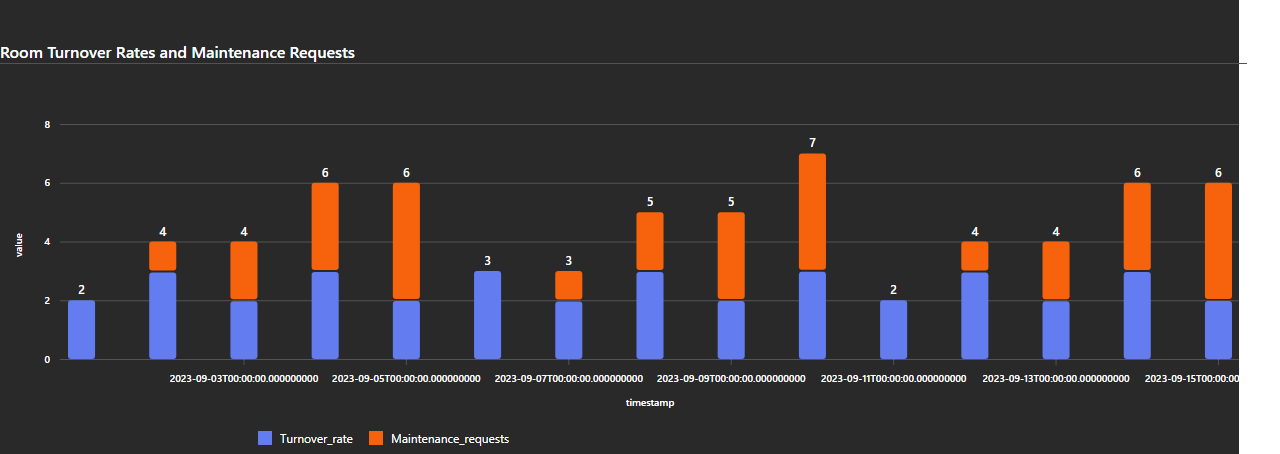 Room Turnover Rates and Maintenance Requests
8
7
6 6 6 6
6
5 5
4 4 4 4
4
3 3
2 2
2
0
value
2023-09-03T00:00:00.000000000 2023-09-05T00:00:00.000000000 2023-09-07T00:00:00.000000000 2023-09-09T00:00:00.000000000 2023-09-11T00:00:00.000000000 2023-09-13T00:00:00.000000000 2023-09-15T00:00:00.00
timestamp
Turnover_rate Maintenance_requests